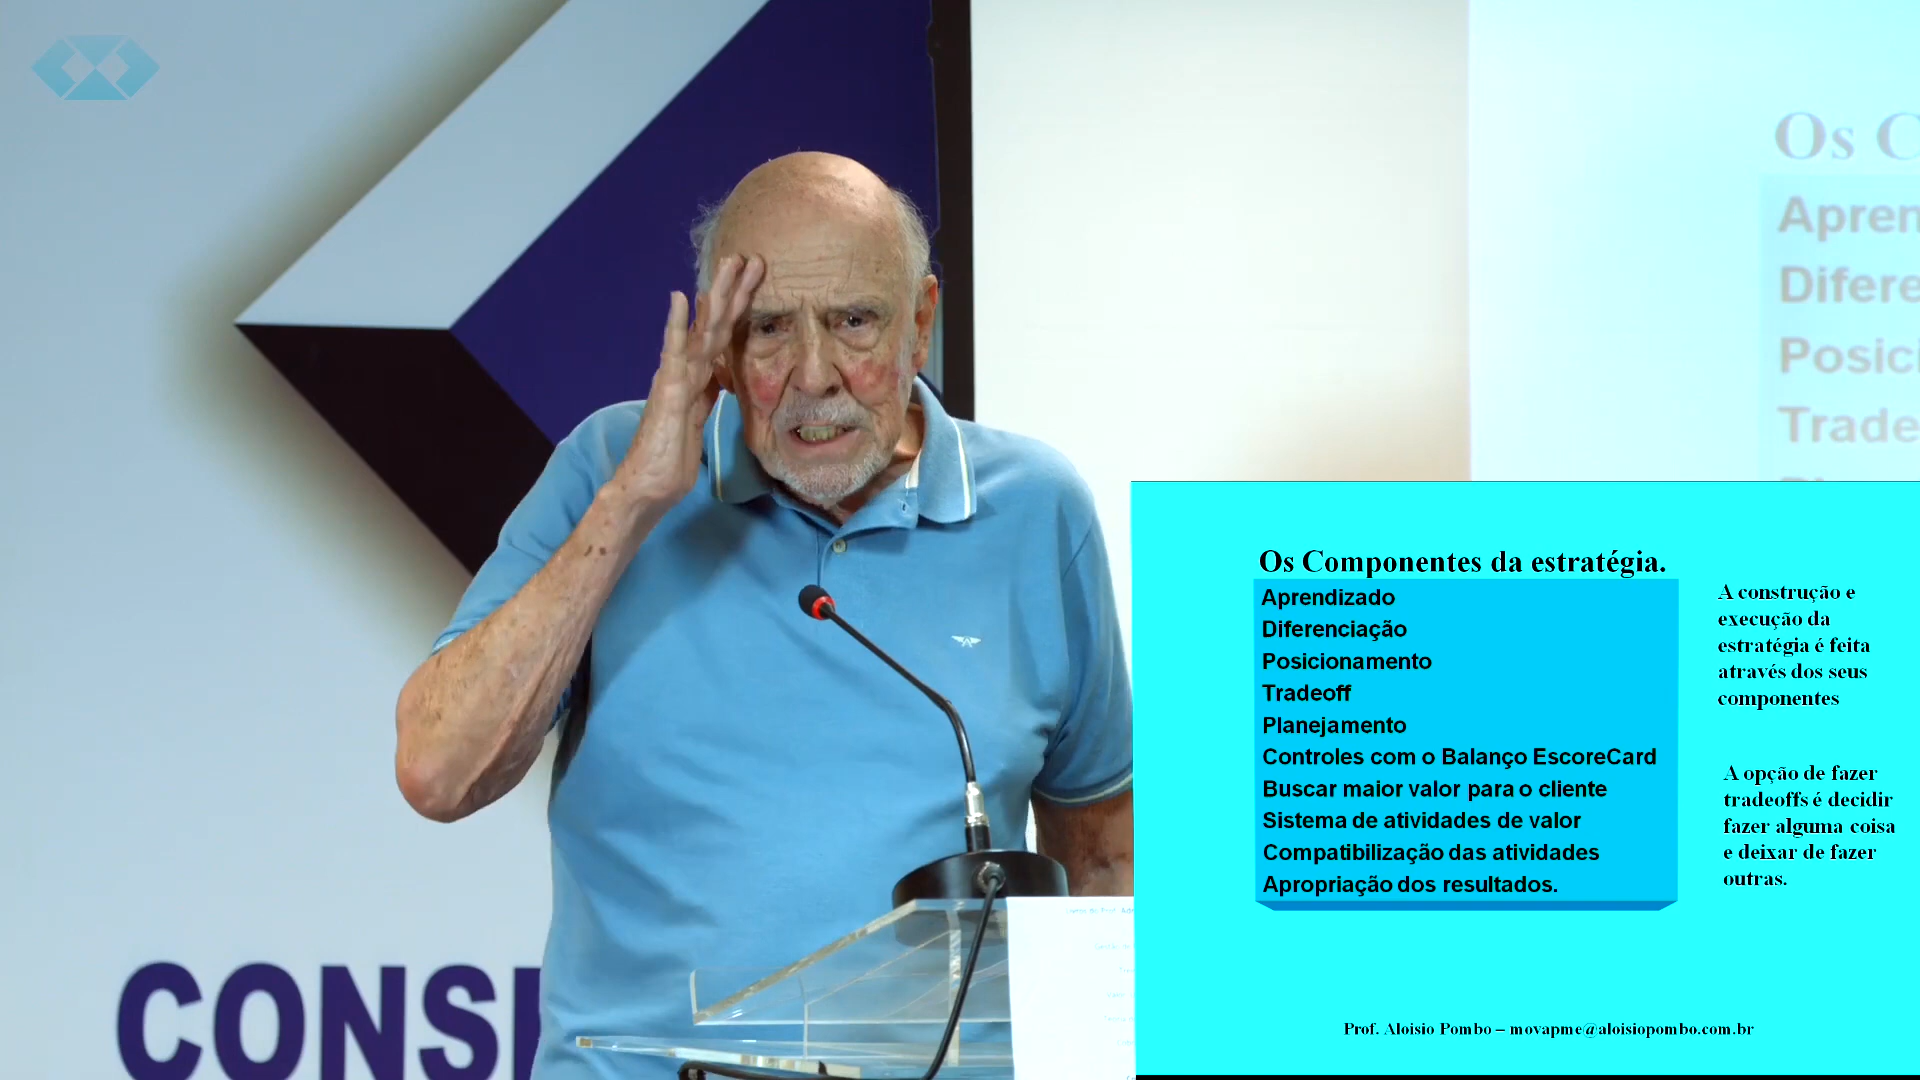 Os C
Apren
Difere
Posici
Trade
Os Componentes da estratégia.
Aprendizado
Diferenciação
Posicionamento
Tradeoff
Planejamento
Controles com o Balanço EscoreCard
Buscar maior valor para o cliente
Sistema de atividades de valor
Compatibilização das atividades
Apropriação dos resultados.
A construção e
execução da
estratégia é feita
através dos seus
componentes
A opção de fazer
tradeoffs é decidir
fazer alguma coisa
e deixar de fazer
outras.
Prof. Aloisio Pombo – movapme@aloisiopombo.com.br
CONS